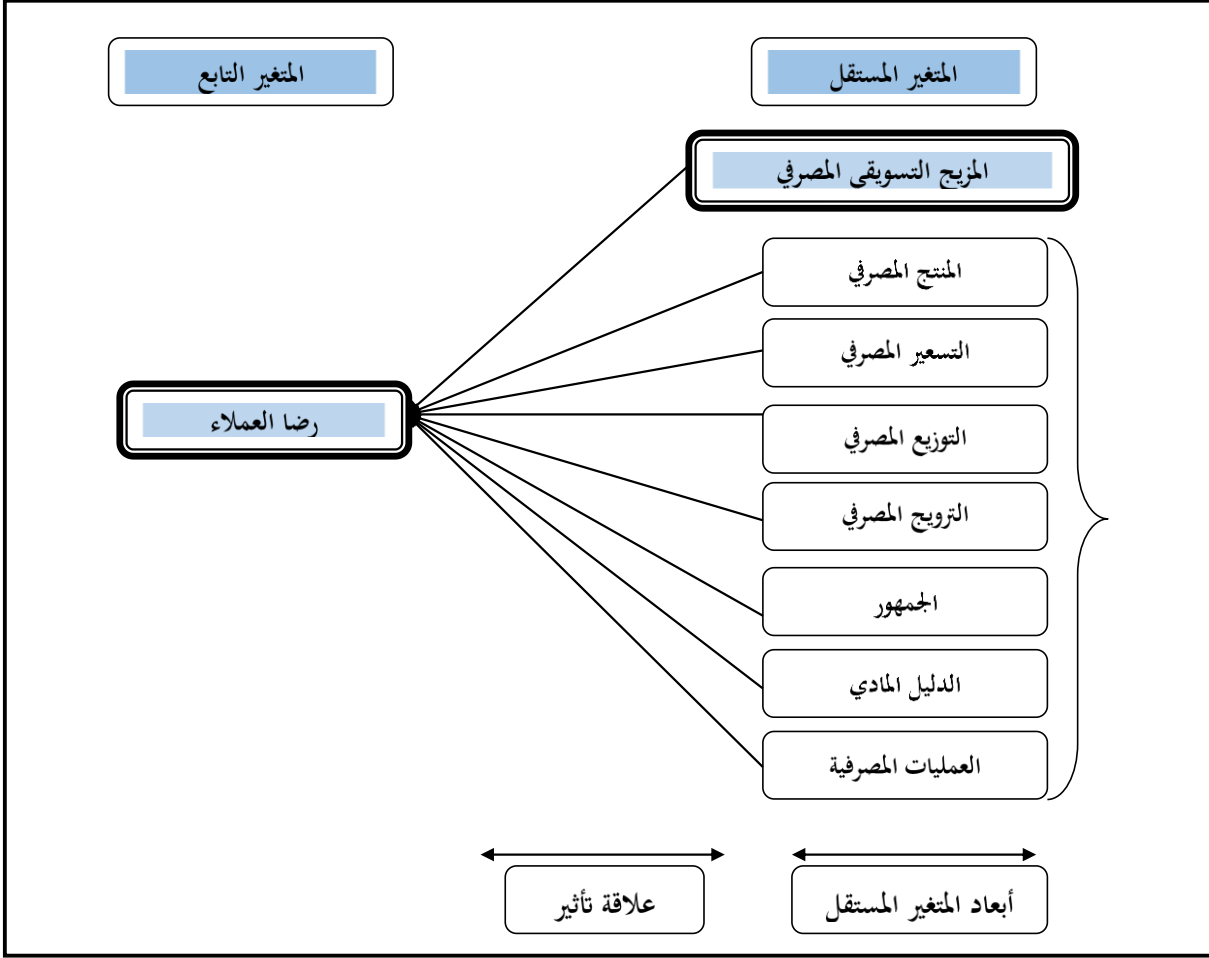 المتغير المستقل
المتغير التابع
المزيج التسويقي المصرفي
المنتج المصرفي
التسعير المصرفي
رضا العملاء
التوزيع المصرفي
الترويج المصرفي
الجمهور
الدليل المادي
العمليات المصرفية
أبعاد المتغير المستقل
علاقة تأثير